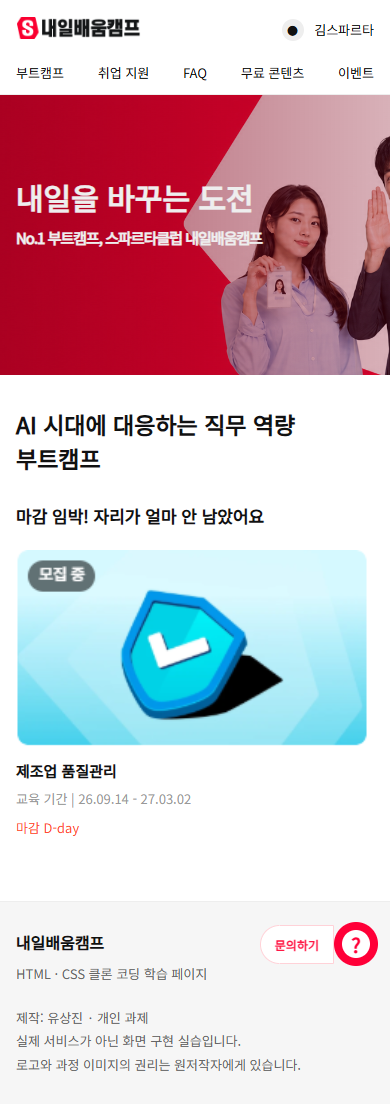 S 내일배움캠프
김스파르타
부트캠프 취업 지원 FAQ 무료 콘텐츠 이벤트
내일을 바꾸는 도전
No.1 부트캠프, 스파르타클럽 내일배움캠프
AI 시대에 대응하는 직무 역량
부트캠프
마감 임박! 자리가 얼마 안 남았어요
모집 중
제조업 품질관리
교육 기간 | 26.09.14 - 27.03.02
마감 D-day
내일배움캠프
문의하기 ?
HTML · CSS 클론 코딩 학습 페이지
제작: 유상진 · 개인 과제
실제 서비스가 아닌 화면 구현 실습입니다.
로고와 과정 이미지의 권리는 원저작자에게 있습니다.